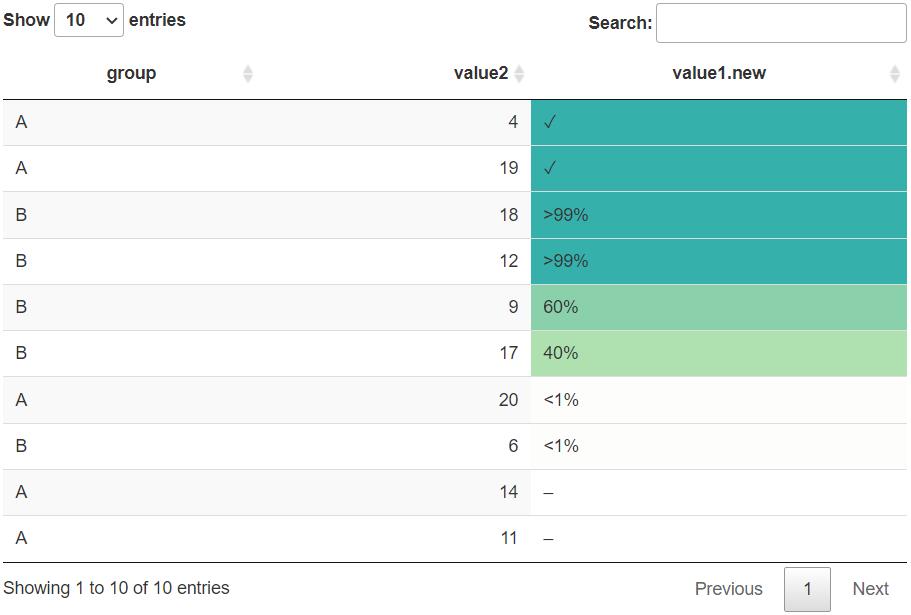 Show 10 entries Search:
group value2 value1.new
A 4 ✓
A 19 ✓
B 18 >99%
B 12 >99%
B 9 60%
B 17 40%
A 20 <1%
B 6 <1%
A 14 –
A 11 –
Showing 1 to 10 of 10 entries Previous 1 Next